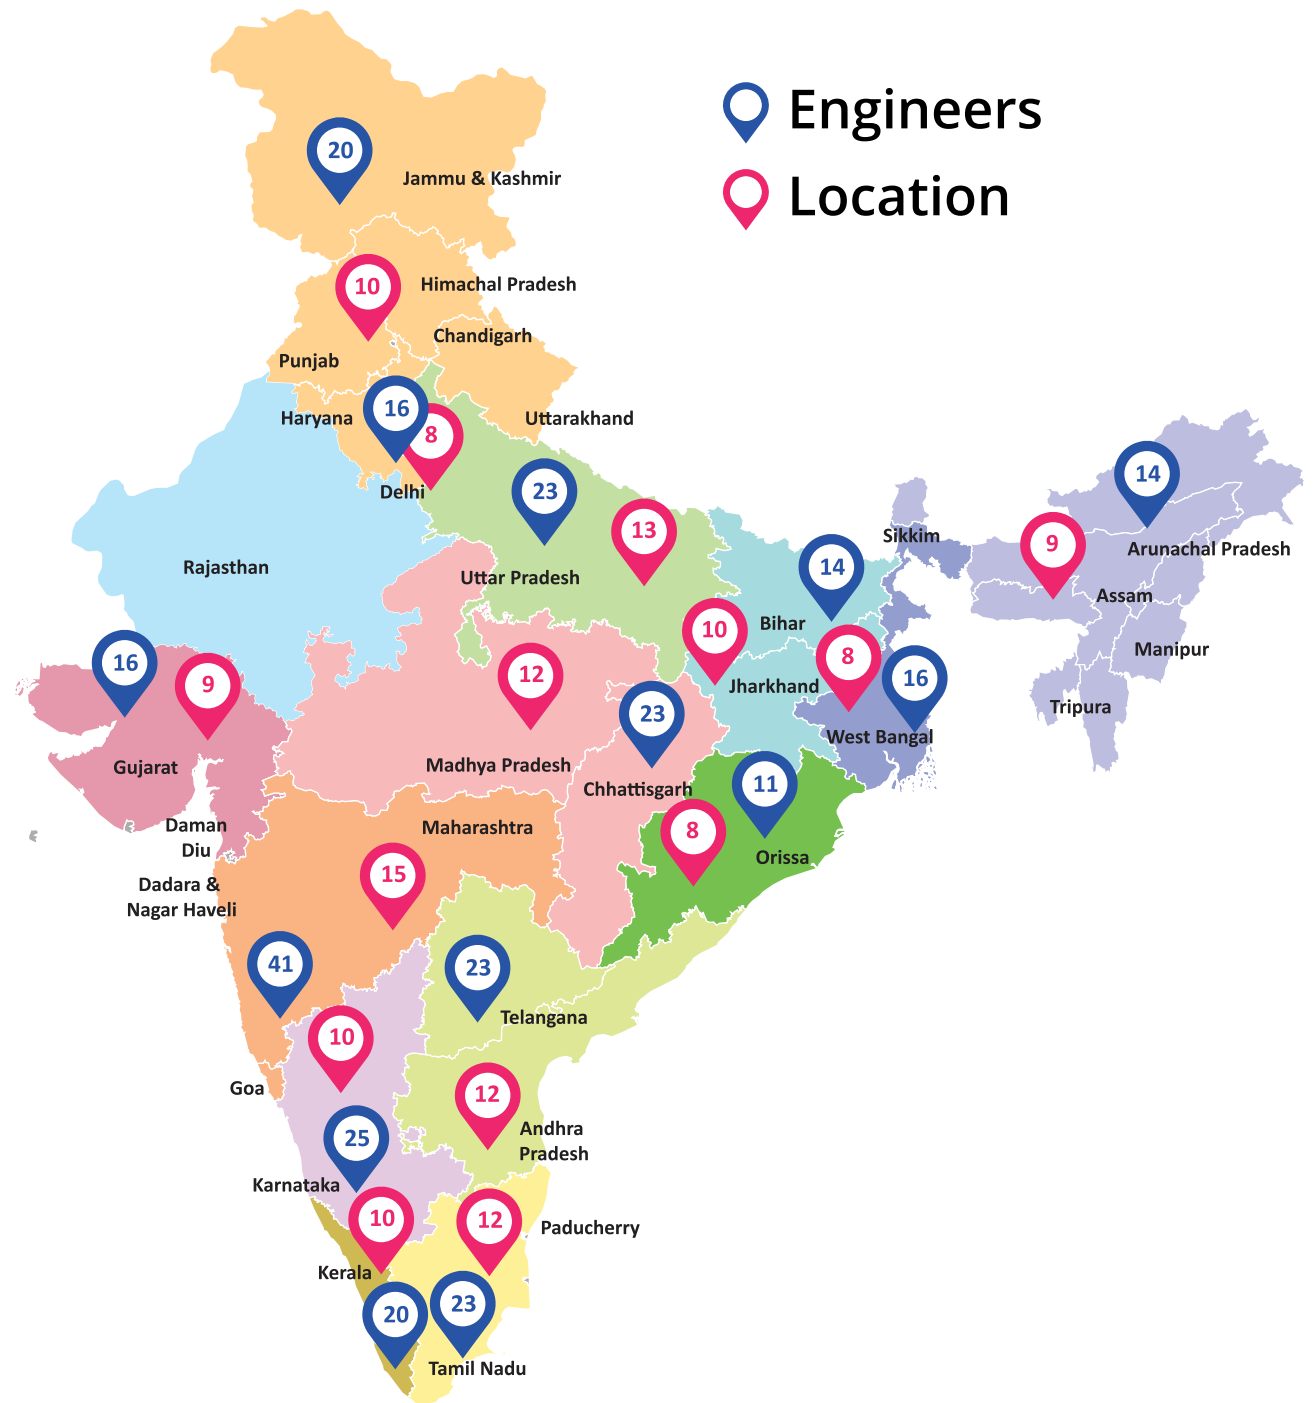 Engineers
Location
20
Jammu & Kashmir
10
Himachal Pradesh
Chandigarh
Punjab
16
8
Haryana
Uttarakhand
Delhi
23
13
14
Sikkim
14
9
Arunachal Pradesh
Rajasthan
Uttar Pradesh
Assam
Bihar
10
Manipur
16
9
12
8
16
Jharkhand
Tripura
23
West Bangal
Gujarat
Madhya Pradesh
Chhattisgarh
11
Daman
Diu
Maharashtra
8
Orissa
Dadara &
Nagar Haveli
15
41
23
Telangana
10
Goa
12
Andhra
Pradesh
25
Karnataka
10
12
Paducherry
Kerala
20
23
Tamil Nadu